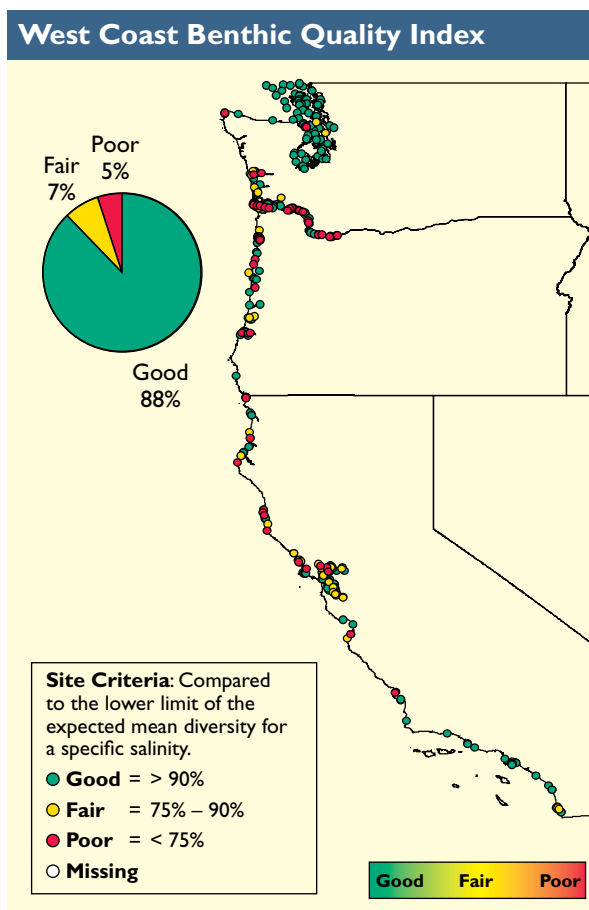 West Coast Benthic Quality Index
Poor
5%
Fair
7%
Good
88%
Site Criteria: Compared
to the lower limit of the
expected mean diversity for
a specific salinity.
Good = > 90%
Fair = 75% – 90%
Poor = < 75%
Missing
Good Fair Poor